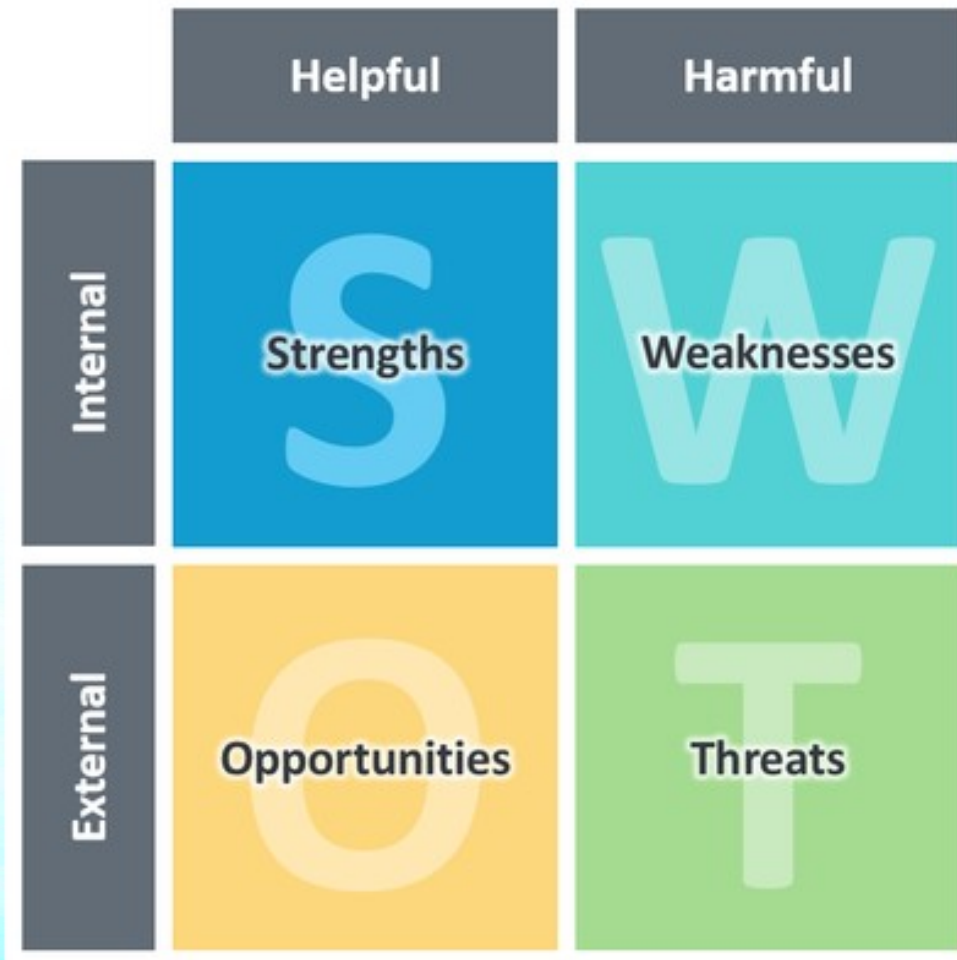 Helpful
Harmful
Internal
S
Strengths
W
Weaknesses
External
O
Opportunities
T
Threats